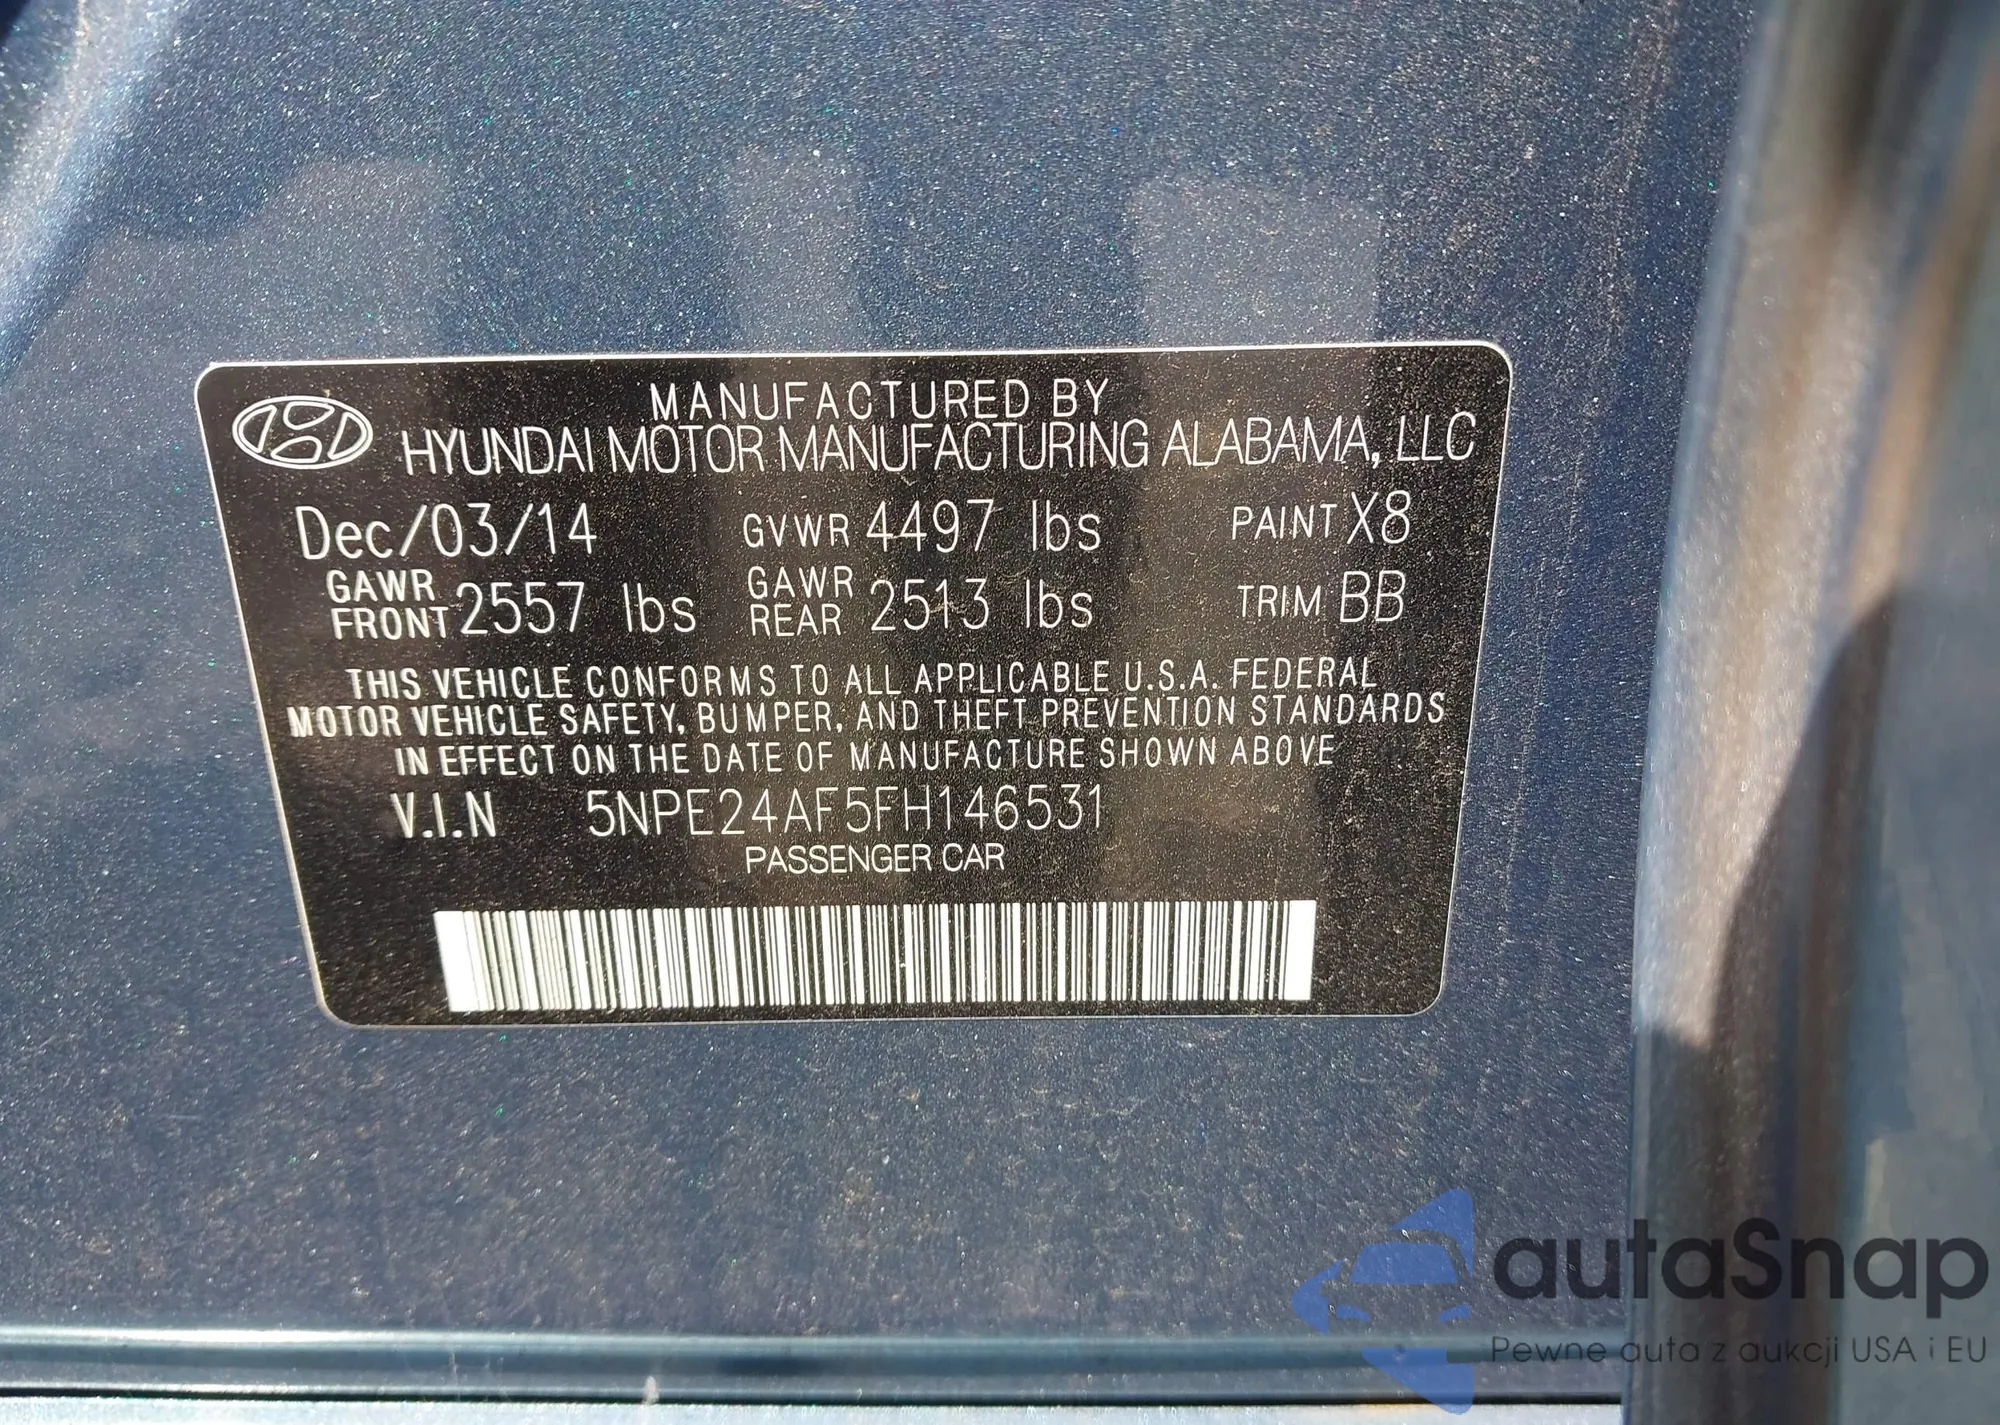 MANUFACTURED BY
HYUNDAI MOTOR MANUFACTURING ALABAMA, LLC
Dec/03/14 GVWR 4497 lbs PAINT X8
GAWR FRONT 2557 lbs GAWR REAR 2513 lbs TRIM BB
THIS VEHICLE CONFORMS TO ALL APPLICABLE U.S.A. FEDERAL
MOTOR VEHICLE SAFETY, BUMPER, AND THEFT PREVENTION STANDARDS
IN EFFECT ON THE DATE OF MANUFACTURE SHOWN ABOVE
V.I.N 5NPE24AF5FH146531
PASSENGER CAR
autaSnap
Pewne auta z aukcji USA i EU